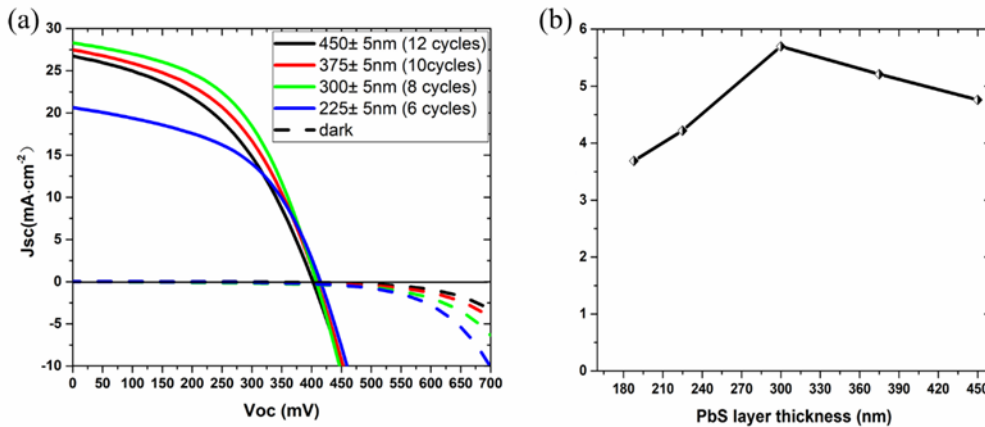 (a)
30
25
20
15
10
5
0
-5
-10
Jsc(mA·cm-2)
450± 5nm (12 cycles)
375± 5nm (10cycles)
300± 5nm (8 cycles)
225± 5nm (6 cycles)
dark
0 50 100 150 200 250 300 350 400 450 500 550 600 650 700
Voc (mV)
(b)
6
5
4
3
2
1
0
180 210 240 270 300 330 360 390 420 450
PbS layer thickness (nm)